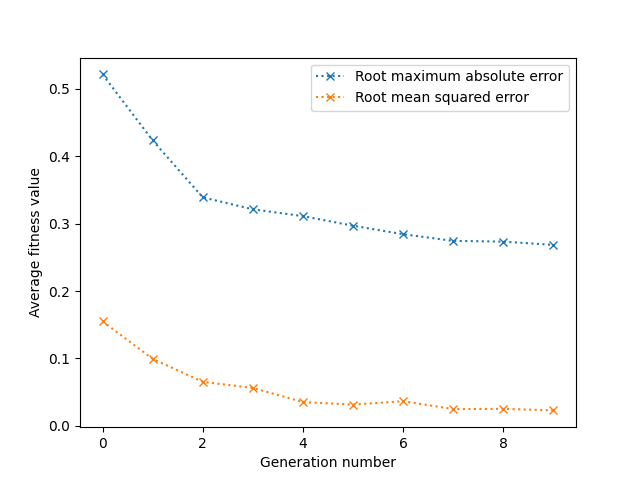 Root maximum absolute error
Root mean squared error
Average fitness value
0.5
0.4
0.3
0.2
0.1
0.0
0 2 4 6 8
Generation number